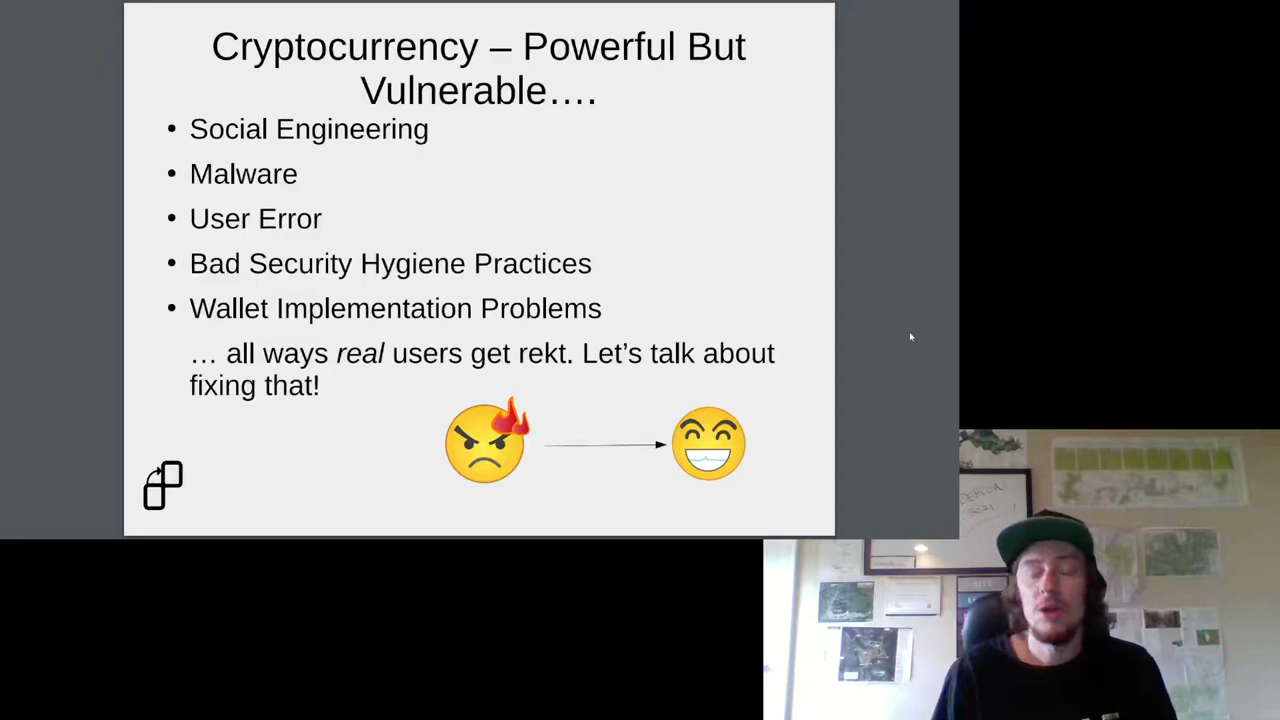 Cryptocurrency – Powerful But
Vulnerable….
• Social Engineering
• Malware
• User Error
• Bad Security Hygiene Practices
• Wallet Implementation Problems
… all ways real users get rekt. Let’s talk about
fixing that!